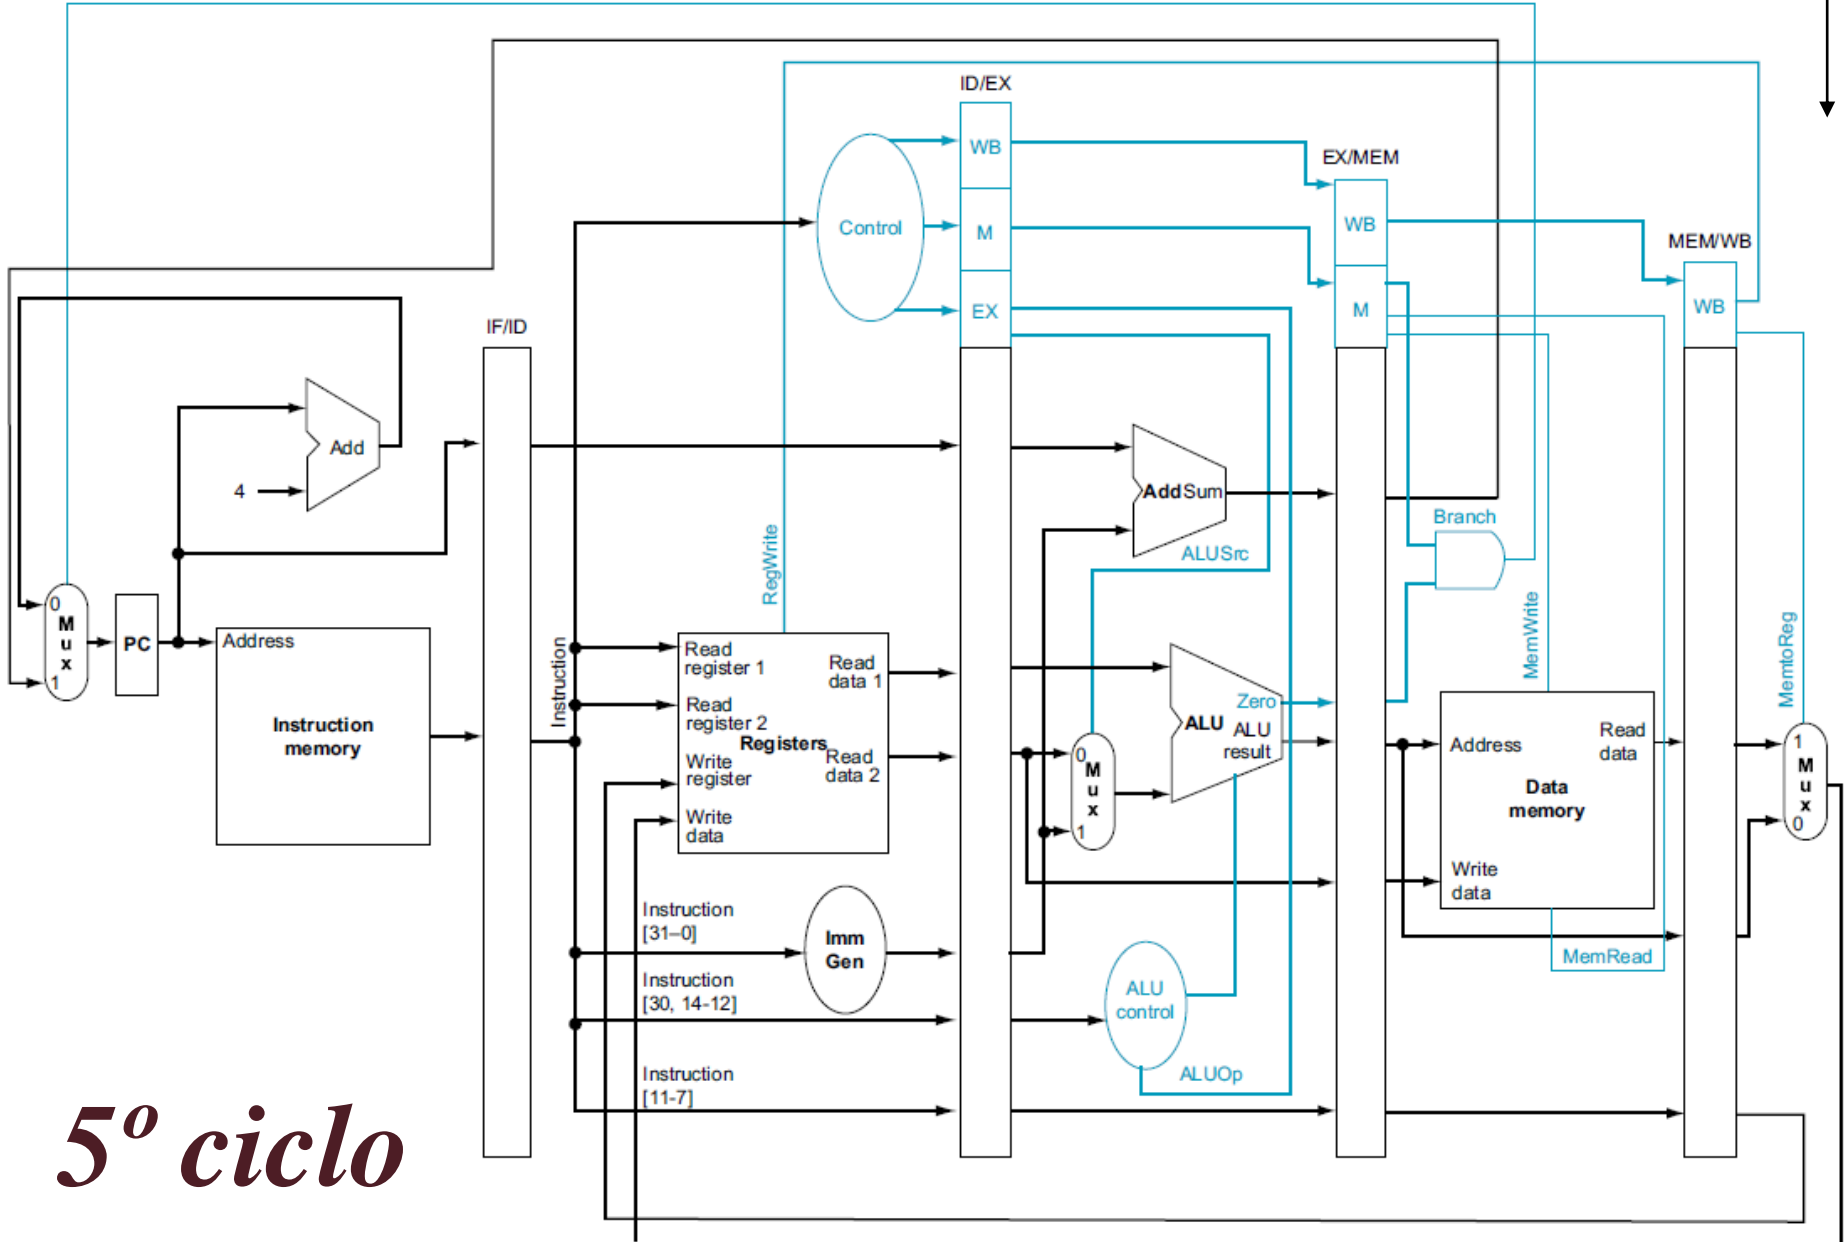 ID/EX
WB
EX/MEM
Control
M
WB
MEM/WB
EX
M
WB
IF/ID
Add
4
AddSum
Branch
ALUSrc
RegWrite
MemWrite
MemtoReg
0
Mux
1
PC
Address
Instruction
memory
Instruction
Read
register 1
Read
data 1
Read
register 2
Registers
Write
register
Read
data 2
Write
data
0
Mux
1
Zero
ALU
ALU
result
Address
Read
data
Data
memory
Write
data
1
Mux
0
Instruction
[31–0]
Imm
Gen
Instruction
[30, 14-12]
ALU
control
MemRead
Instruction
[11-7]
ALUOp
5º ciclo